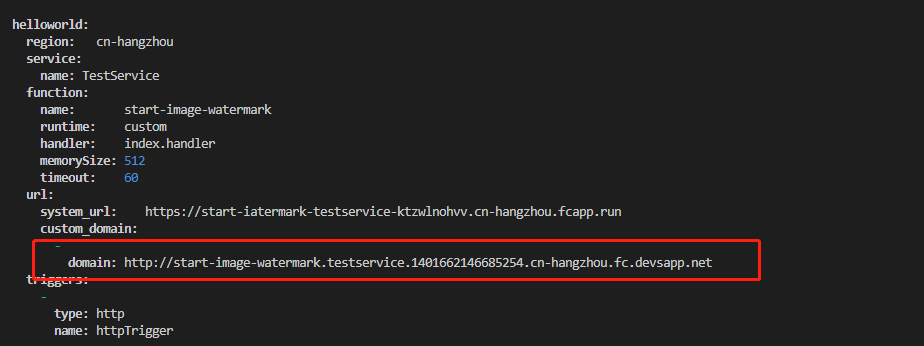 helloworld:
region: cn-hangzhou
service:
name: TestService
function:
name: start-image-watermark
runtime: custom
handler: index.handler
memorySize: 512
timeout: 60
url:
system_url: https://start-iatermark-testservice-ktzwlnohvv.cn-hangzhou.fcapp.run
custom_domain:
-
domain: http://start-image-watermark.testservice.1401662146685254.cn-hangzhou.fc.devsapp.net
triggers:
-
type: http
name: httpTrigger